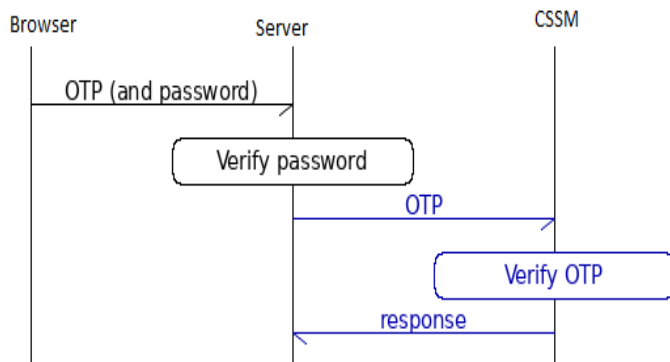 Browser
Server
CSSM
OTP (and password)
Verify password
OTP
Verify OTP
response